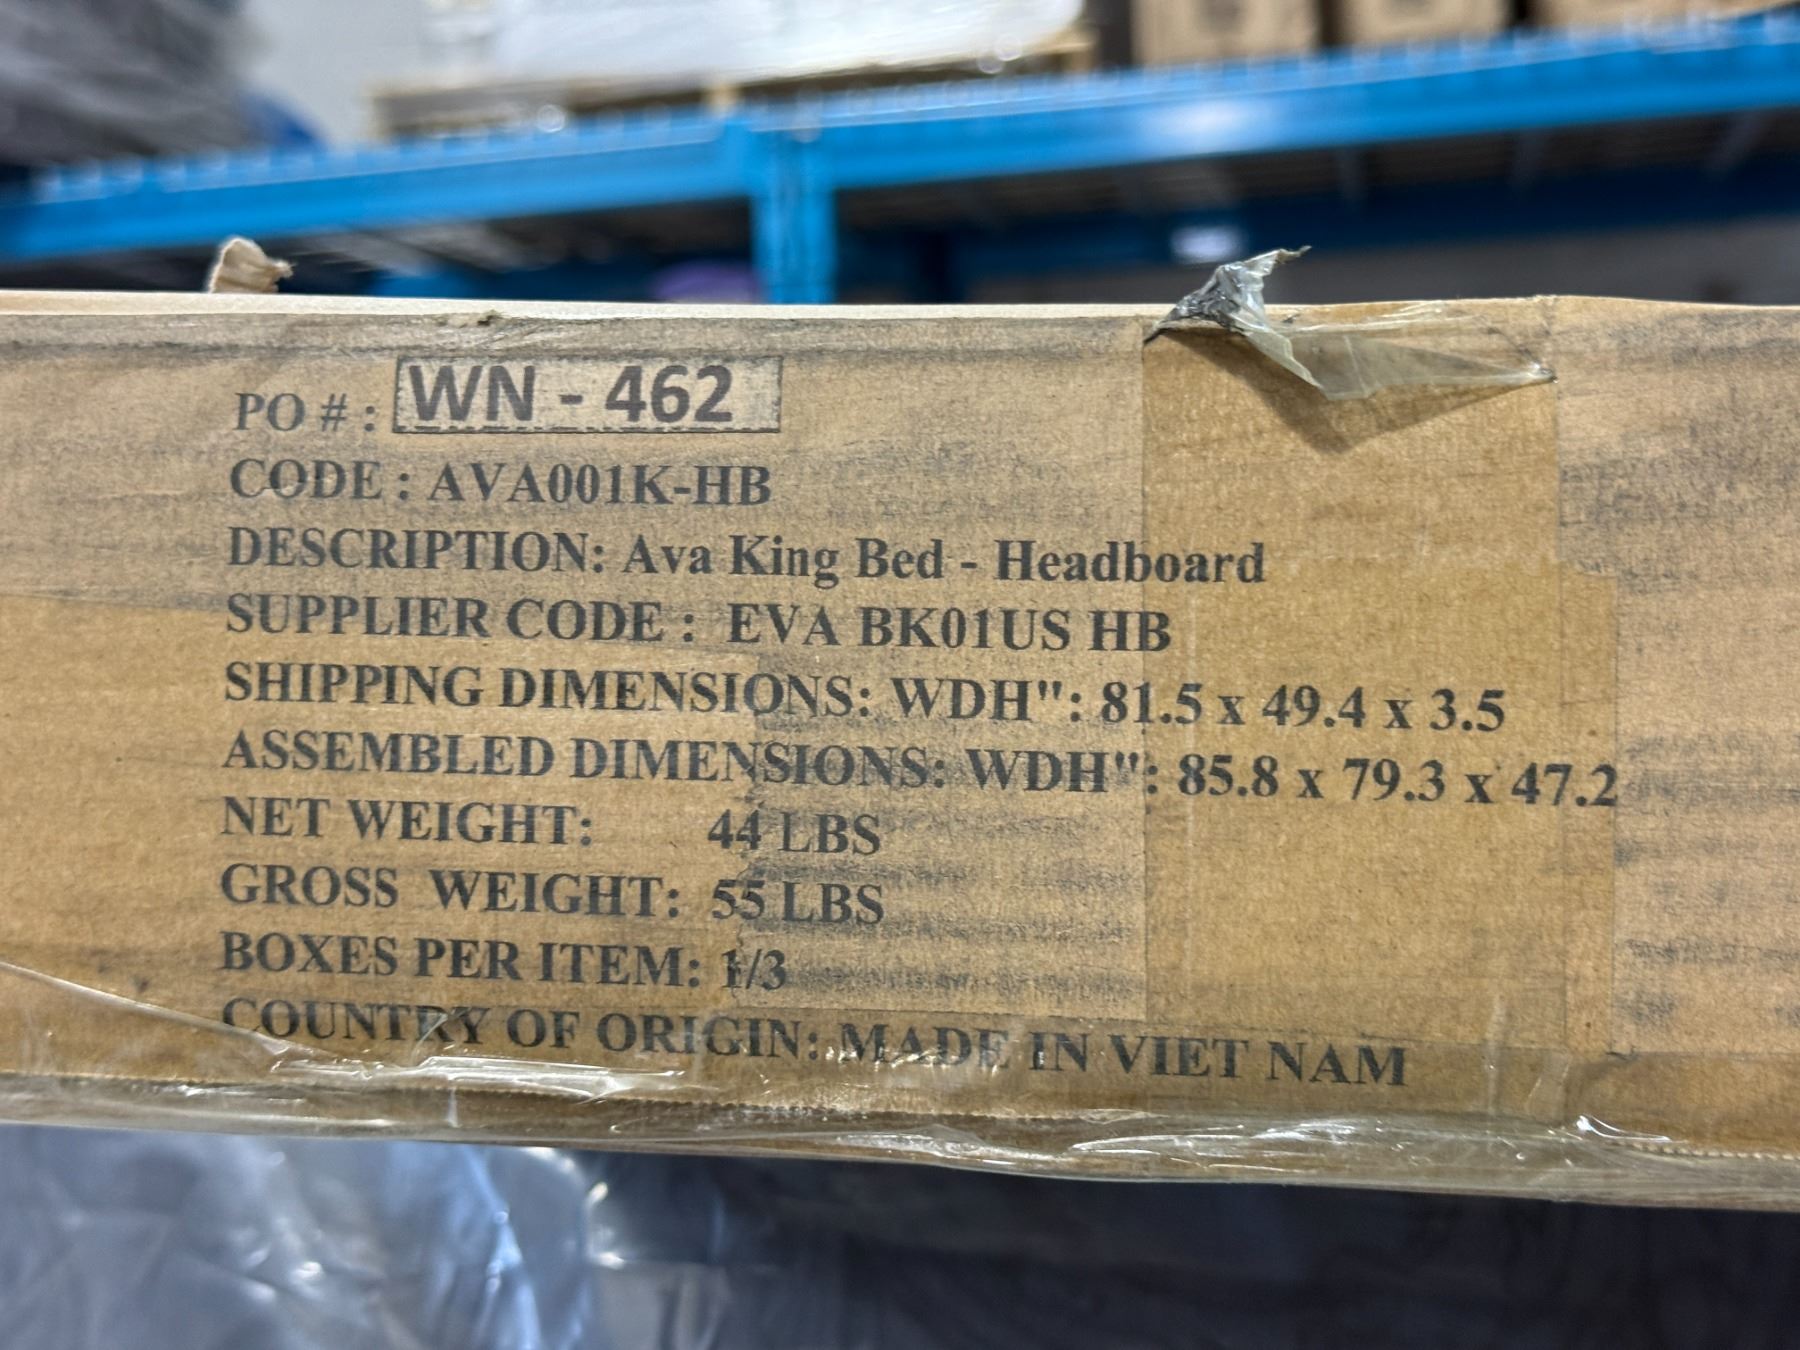 PO # : WN - 462
CODE : AVA001K-HB
DESCRIPTION: Ava King Bed - Headboard
SUPPLIER CODE : EVA BK01US HB
SHIPPING DIMENSIONS: WDH": 81.5 x 49.4 x 3.5
ASSEMBLED DIMENSIONS: WDH": 85.8 x 79.3 x 47.2
NET WEIGHT: 44 LBS
GROSS WEIGHT: 55 LBS
BOXES PER ITEM: 1/3
COUNTRY OF ORIGIN: MADE IN VIET NAM